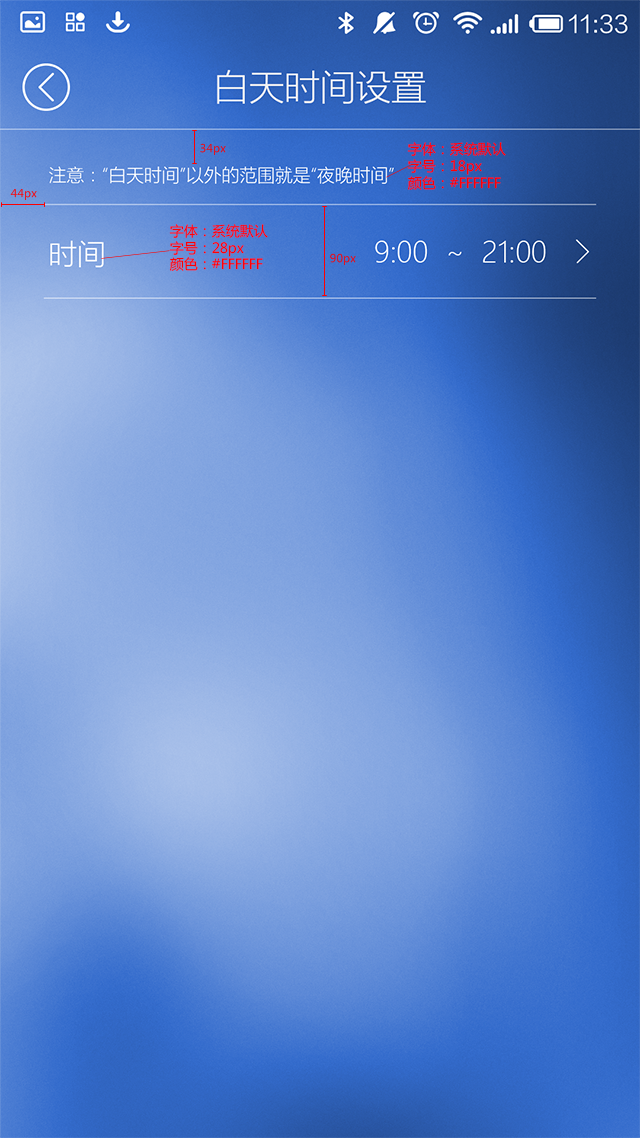 11:33
白天时间设置
34px
字体：系统默认
字号：18px
颜色：#FFFFFF
注意："白天时间"以外的范围就是"夜晚时间"
44px
字体：系统默认
字号：28px
颜色：#FFFFFF
时间
90px
9:00 ~ 21:00